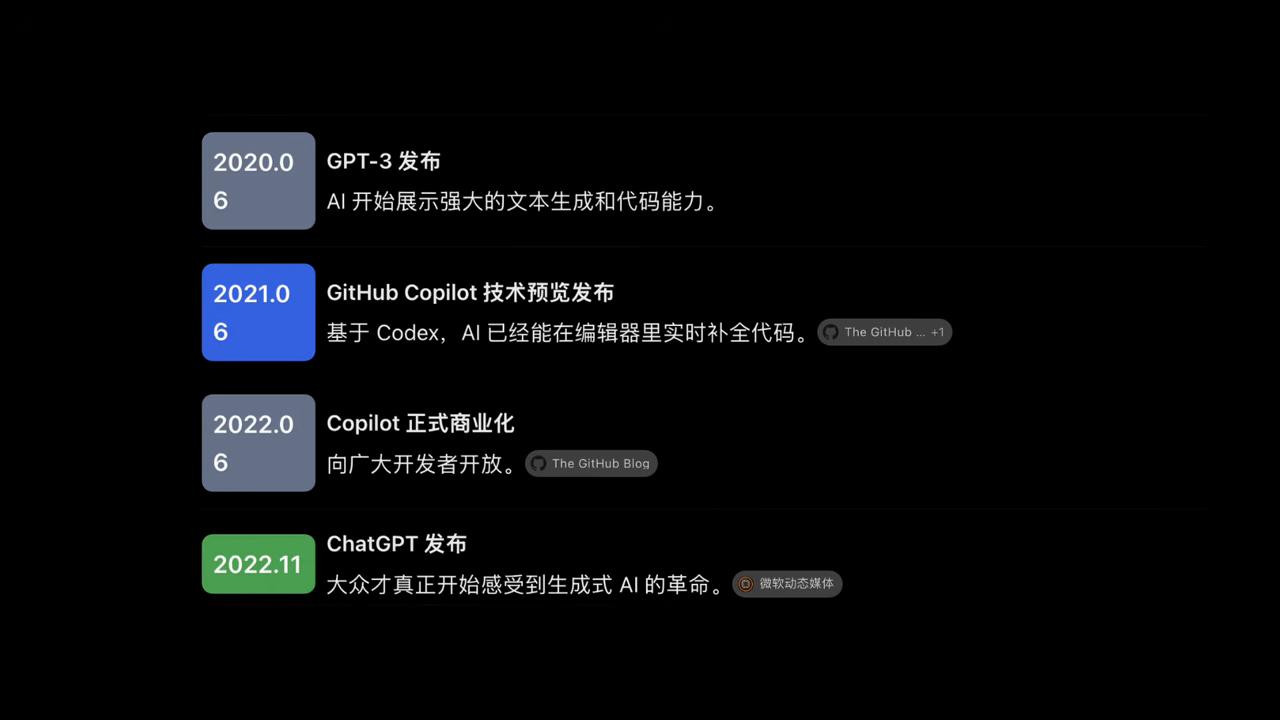 2020.0
6
GPT-3 发布
AI 开始展示强大的文本生成和代码能力。
2021.0
6
GitHub Copilot 技术预览发布
基于 Codex，AI 已经能在编辑器里实时补全代码。 The GitHub ... +1
2022.0
6
Copilot 正式商业化
向广大开发者开放。 The GitHub Blog
2022.11
ChatGPT 发布
大众才真正开始感受到生成式 AI 的革命。 微软动态媒体